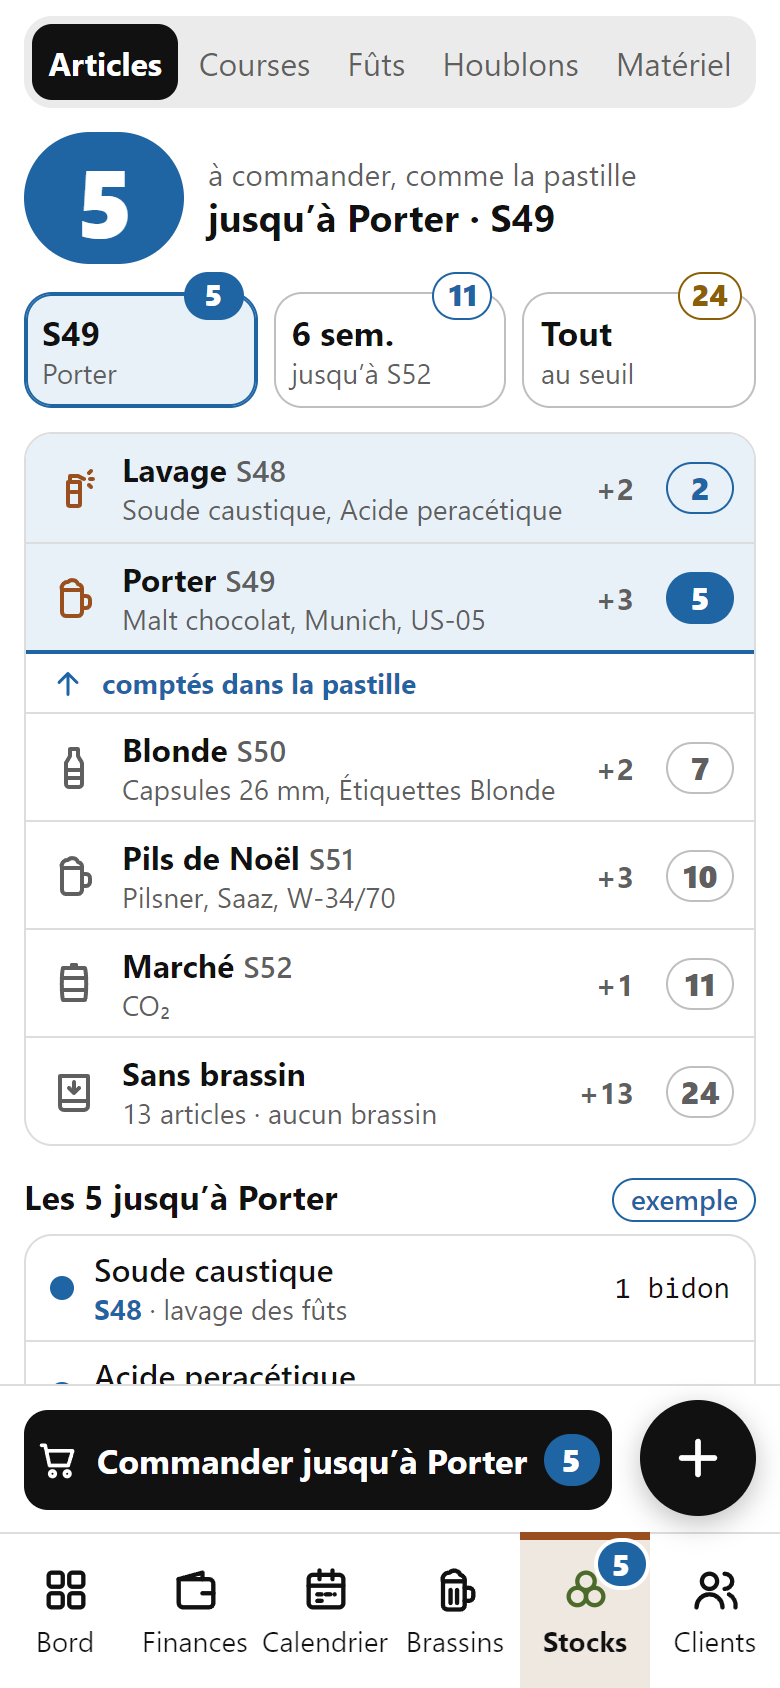 Articles Courses Fûts Houblons Matériel
5
à commander, comme la pastille
jusqu’à Porter · S49
5
S49
Porter
11
6 sem.
jusqu’à S52
24
Tout
au seuil
Lavage S48
Soude caustique, Acide peracétique
+2 2
Porter S49
Malt chocolat, Munich, US-05
+3 5
↑ comptés dans la pastille
Blonde S50
Capsules 26 mm, Étiquettes Blonde
+2 7
Pils de Noël S51
Pilsner, Saaz, W-34/70
+3 10
Marché S52
CO₂
+1 11
Sans brassin
13 articles · aucun brassin
+13 24
Les 5 jusqu’à Porter exemple
Soude caustique
S48 · lavage des fûts
1 bidon
Acide peracétique
Commander jusqu’à Porter 5
+
5
Bord Finances Calendrier Brassins Stocks Clients